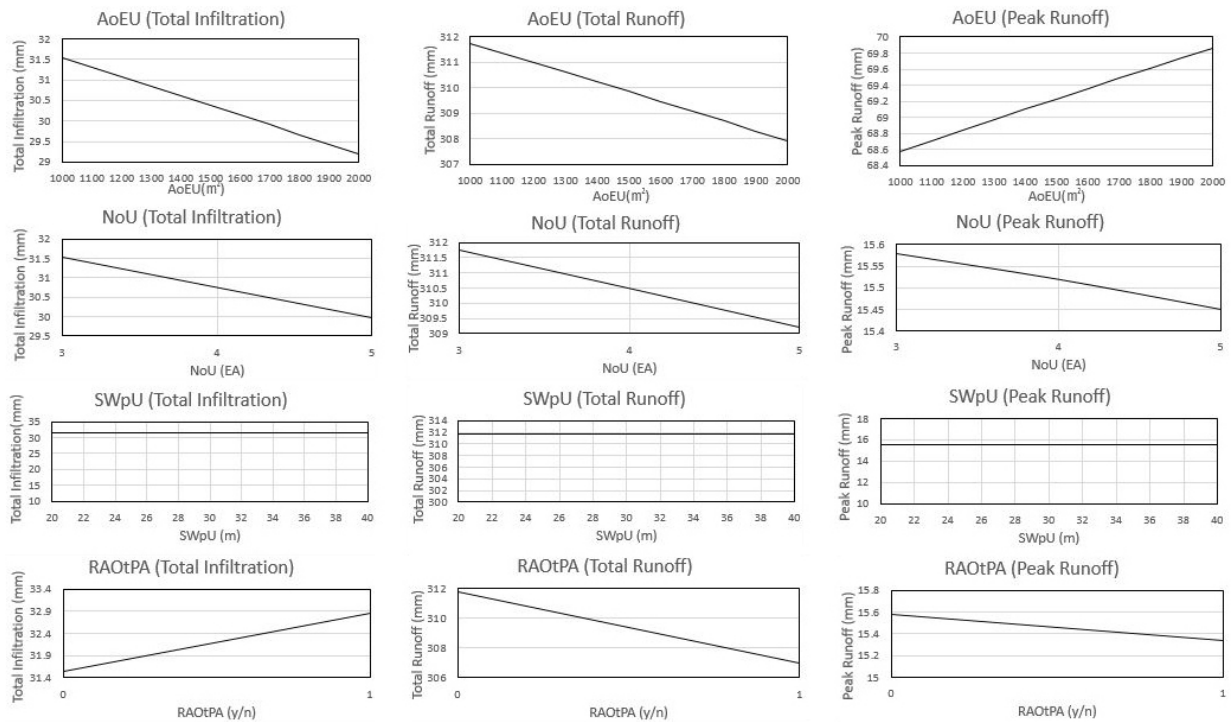 AoEU (Total Infiltration)
Total Infiltration (mm)
32
31.5
31
30.5
30
29.5
29
1000 1100 1200 1300 1400 1500 1600 1700 1800 1900 2000
AoEU(m²)
AoEU (Total Runoff)
Total Runoff (mm)
312
311
310
309
308
307
1000 1100 1200 1300 1400 1500 1600 1700 1800 1900 2000
AoEU(m²)
AoEU (Peak Runoff)
Peak Runoff (mm)
70
69.8
69.6
69.4
69.2
69
68.8
68.6
68.4
1000 1100 1200 1300 1400 1500 1600 1700 1800 1900 2000
AoEU(m²)
NoU (Total Infiltration)
Total Infiltration (mm)
32
31.5
31
30.5
30
29.5
3 4 5
NoU (EA)
NoU (Total Runoff)
Total Runoff (mm)
312
311.5
311
310.5
310
309.5
309
3 4 5
NoU (EA)
NoU (Peak Runoff)
Peak Runoff (mm)
15.6
15.55
15.5
15.45
15.4
3 4 5
NoU (EA)
SWpU (Total Infiltration)
Total Infiltration(mm)
35
30
25
20
15
10
20 22 24 26 28 30 32 34 36 38 40
SWpU (m)
SWpU (Total Runoff)
Total Runoff (mm)
314
312
310
308
306
304
302
300
20 22 24 26 28 30 32 34 36 38 40
SWpU (m)
SWpU (Peak Runoff)
Peak Runoff (mm)
18
16
14
12
10
20 22 24 26 28 30 32 34 36 38 40
SWpU (m)
RAOtPA (Total Infiltration)
Total Infiltration (mm)
33.4
32.9
32.4
31.9
31.4
0 1
RAOtPA (y/n)
RAOtPA (Total Runoff)
Total Runoff (mm)
312
310
308
306
0 1
RAOtPA (y/n)
RAOtPA (Peak Runoff)
Peak Runoff (mm)
15.8
15.6
15.4
15.2
15
0 1
RAOtPA (y/n)